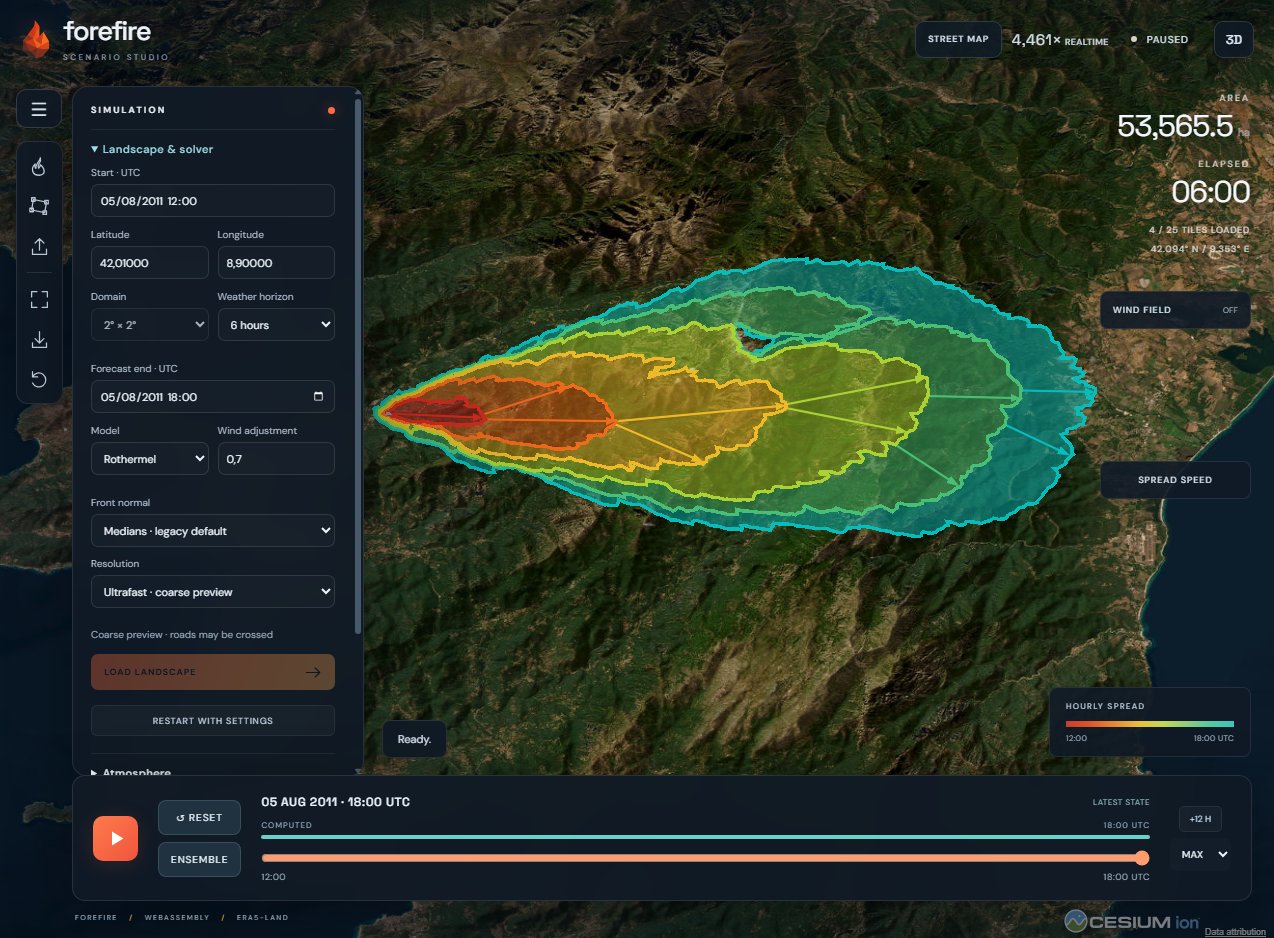 forefire
SCENARIO STUDIO
STREET MAP
4,461× REALTIME
PAUSED
3D
SIMULATION
Landscape & solver
Start · UTC
05/08/2011 12:00
Latitude
Longitude
42,01000
8,90000
Domain
Weather horizon
2° × 2°
6 hours
Forecast end · UTC
05/08/2011 18:00
Model
Wind adjustment
Rothermel
0,7
Front normal
Medians · legacy default
Resolution
Ultrafast · coarse preview
Coarse preview · roads may be crossed
LOAD LANDSCAPE
RESTART WITH SETTINGS
Atmosphere
AREA
53,565.5 ha
ELAPSED
06:00
4 / 25 TILES LOADED
42.094° N / 9.353° E
WIND FIELD
OFF
SPREAD SPEED
HOURLY SPREAD
12:00
18:00 UTC
Ready.
RESET
ENSEMBLE
05 AUG 2011 · 18:00 UTC
LATEST STATE
COMPUTED
18:00 UTC
12:00
18:00 UTC
+12 H
MAX
FOREFIRE / WEBASSEMBLY / ERA5-LAND
CESIUM ion
Data attribution